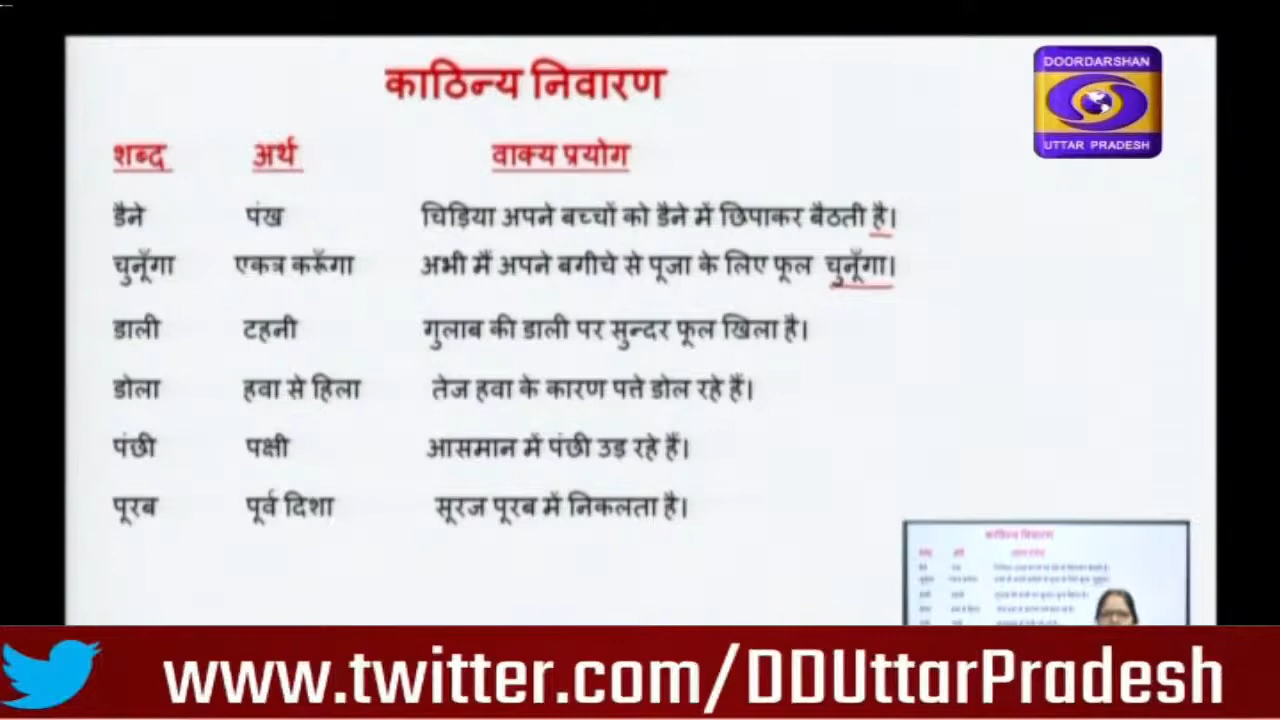 काठिन्य निवारण
DOORDARSHAN
UTTAR PRADESH
शब्द अर्थ वाक्य प्रयोग
डैने पंख चिड़िया अपने बच्चों को डैने में छिपाकर बैठती है।
चुनूँगा एकत्र करूँगा अभी मैं अपने बगीचे से पूजा के लिए फूल चुनूँगा।
डाली टहनी गुलाब की डाली पर सुन्दर फूल खिला है।
डोला हवा से हिला तेज हवा के कारण पत्ते डोल रहे हैं।
पंछी पक्षी आसमान में पंछी उड़ रहे हैं।
पूरब पूर्व दिशा सूरज पूरब में निकलता है।
काठिन्य निवारण
www.twitter.com/DDUttarPradesh